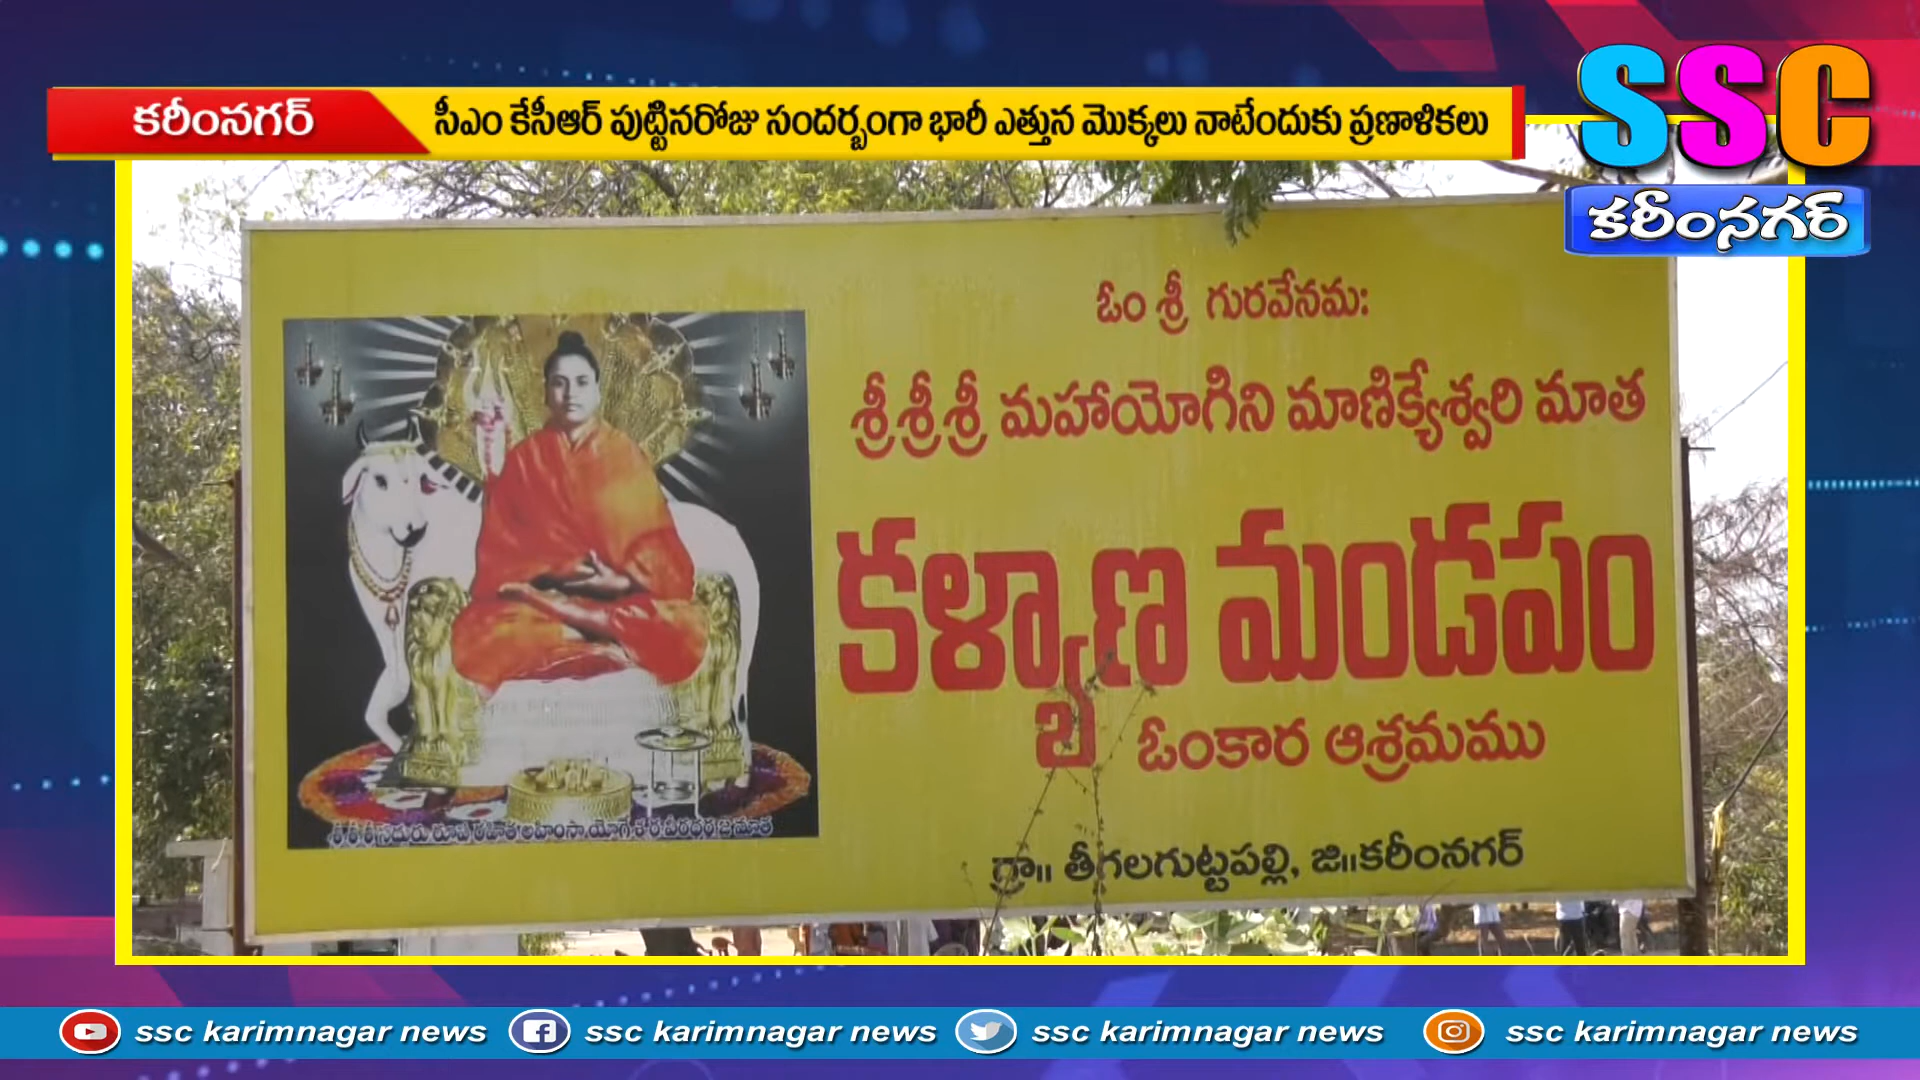 SSC
కరీంనగర్
కరీంనగర్
సీఎం కేసీఆర్ పుట్టినరోజు సందర్బంగా భారీ ఎత్తున మొక్కలు నాటేందుకు ప్రణాళికలు
ఓం శ్రీ గురవేనమః
శ్రీశ్రీశ్రీ మహాయోగిని మాణిక్యేశ్వరి మాత
కళ్యాణ మండపం
ఓంకార ఆశ్రమము
గ్రా॥ తీగలగుట్టపల్లి, జి॥కరీంనగర్
ssc karimnagar news
ssc karimnagar news
ssc karimnagar news
ssc karimnagar news